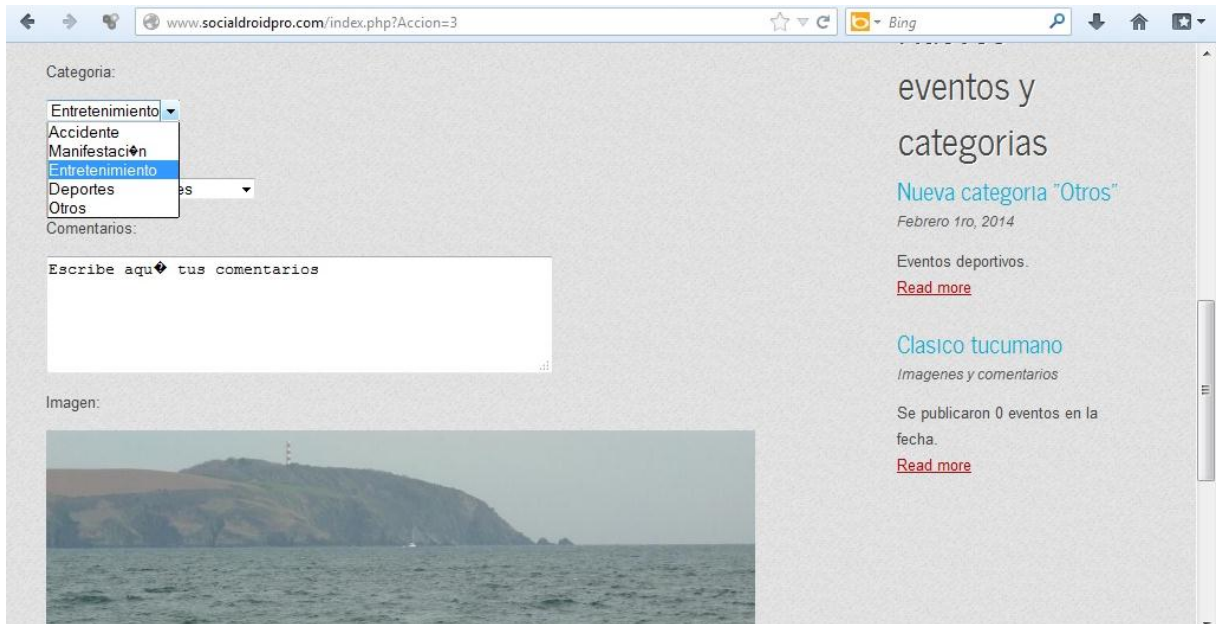 www.socialdroidpro.com/index.php?Accion=3
Bing
Categoria:
Entretenimiento
Accidente
Manifestaci�n
Entretenimiento
Deportes
Otros
Comentarios:
Escribe aqu� tus comentarios
Imagen:
eventos y
categorias
Nueva categoria "Otros"
Febrero 1ro, 2014
Eventos deportivos.
Read more
Clasico tucumano
Imagenes y comentarios
Se publicaron 0 eventos en la
fecha.
Read more